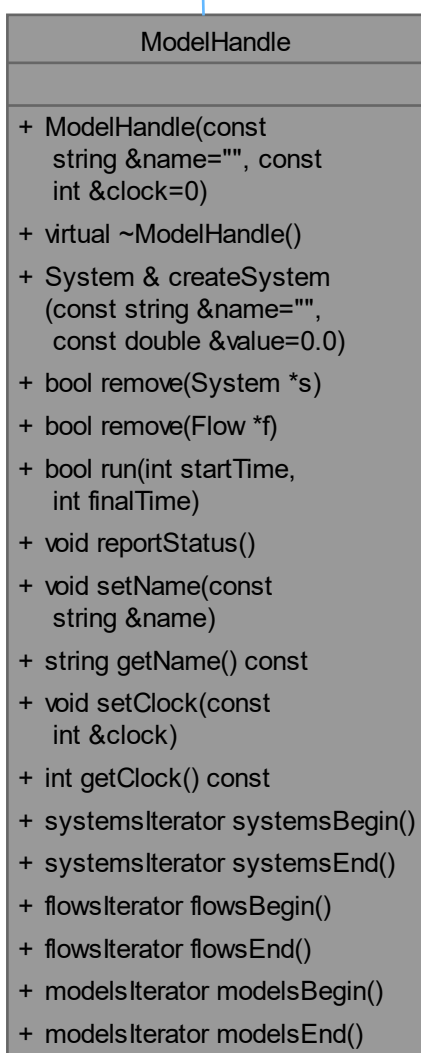 ModelHandle
+ ModelHandle(const
string &name="", const
int &clock=0)
+ virtual ~ModelHandle()
+ System & createSystem
(const string &name="",
const double &value=0.0)
+ bool remove(System *s)
+ bool remove(Flow *f)
+ bool run(int startTime,
int finalTime)
+ void reportStatus()
+ void setName(const
string &name)
+ string getName() const
+ void setClock(const
int &clock)
+ int getClock() const
+ systemsIterator systemsBegin()
+ systemsIterator systemsEnd()
+ flowsIterator flowsBegin()
+ flowsIterator flowsEnd()
+ modelsIterator modelsBegin()
+ modelsIterator modelsEnd()